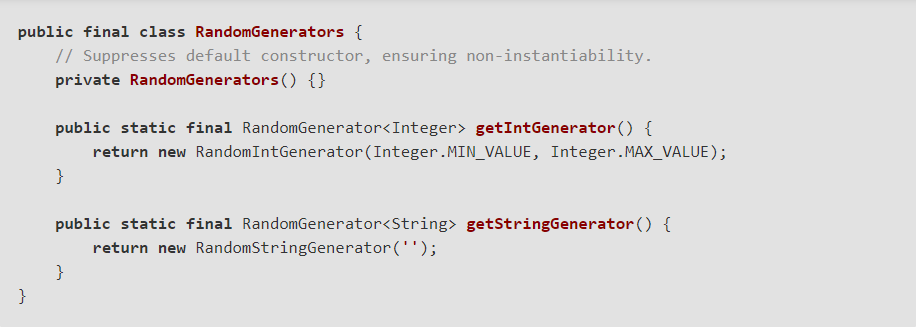 public final class RandomGenerators {
    // Suppresses default constructor, ensuring non-instantiability.
    private RandomGenerators() {}

    public static final RandomGenerator<Integer> getIntGenerator() {
        return new RandomIntGenerator(Integer.MIN_VALUE, Integer.MAX_VALUE);
    }

    public static final RandomGenerator<String> getStringGenerator() {
        return new RandomStringGenerator('');
    }
}